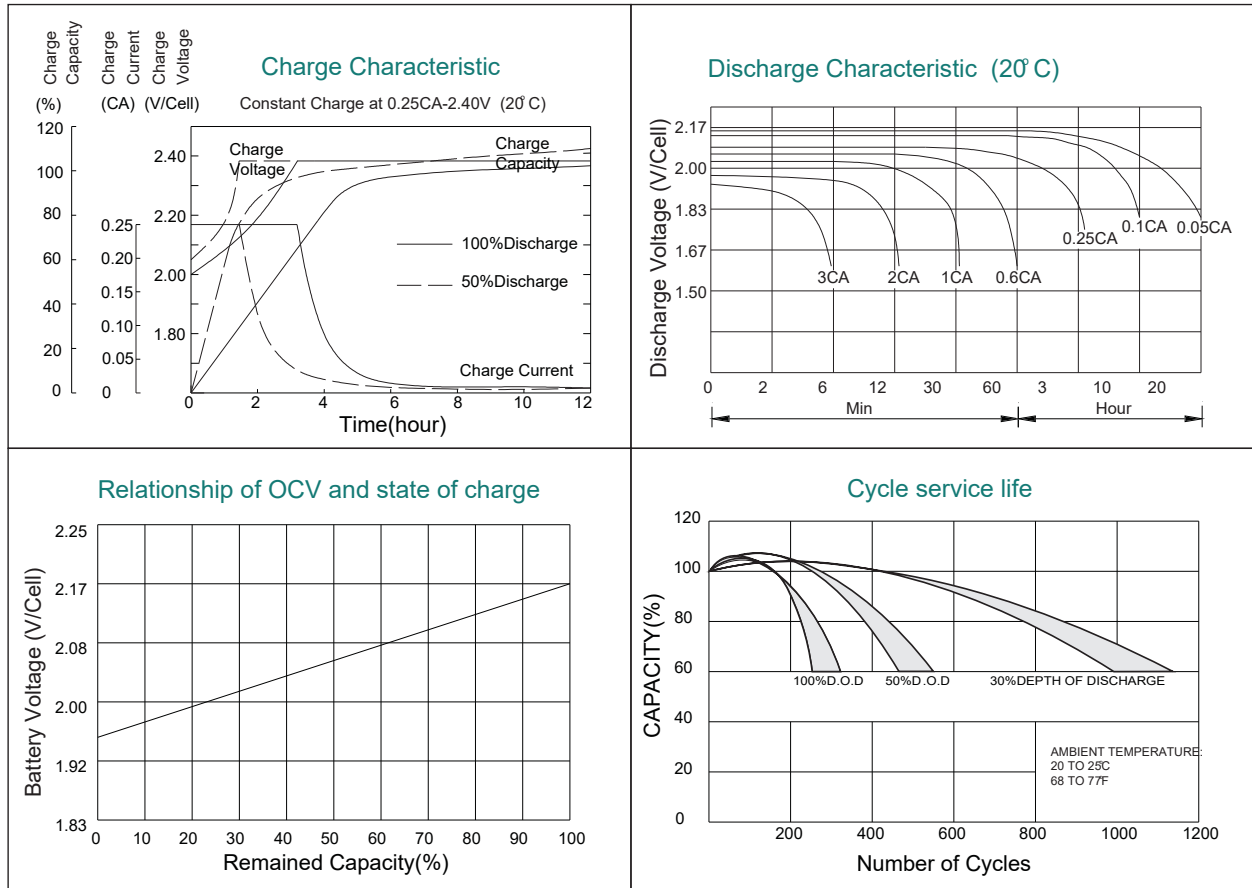 Charge
Capacity
Charge
Current
Charge
Voltage
Charge Characteristic
(%)
(CA)
(V/Cell)
Constant Charge at 0.25CA-2.40V (20°C)
120
100
80
60
40
20
0
0.25
0.20
0.15
0.10
0.05
0
2.40
2.20
2.00
1.80
Charge
Voltage
Charge
Capacity
100%Discharge
50%Discharge
Charge Current
0 2 4 6 8 10 12
Time(hour)
Discharge Characteristic (20°C)
Discharge Voltage (V/Cell)
2.17
2.00
1.83
1.67
1.50
3CA
2CA
1CA
0.6CA
0.25CA
0.1CA
0.05CA
0 2 6 12 30 60 3 10 20
Min
Hour
Relationship of OCV and state of charge
Battery Voltage (V/Cell)
2.25
2.17
2.08
2.00
1.92
1.83
0 10 20 30 40 50 60 70 80 90 100
Remained Capacity(%)
Cycle service life
CAPACITY(%)
120
100
80
60
40
20
0
100%D.O.D
50%D.O.D
30%DEPTH OF DISCHARGE
AMBIENT TEMPERATURE:
20 TO 25°C
68 TO 77°F
200 400 600 800 1000 1200
Number of Cycles